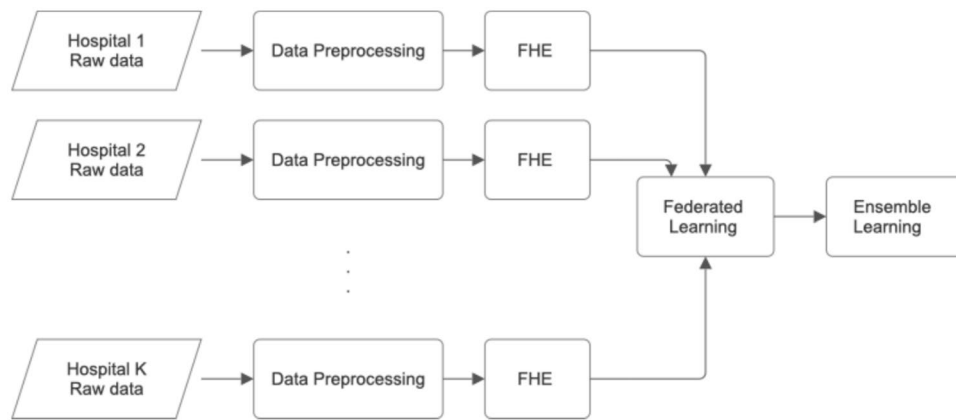 Hospital 1
Raw data
Data Preprocessing
FHE
Hospital 2
Raw data
Data Preprocessing
FHE
Federated
Learning
Ensemble
Learning
Hospital K
Raw data
Data Preprocessing
FHE